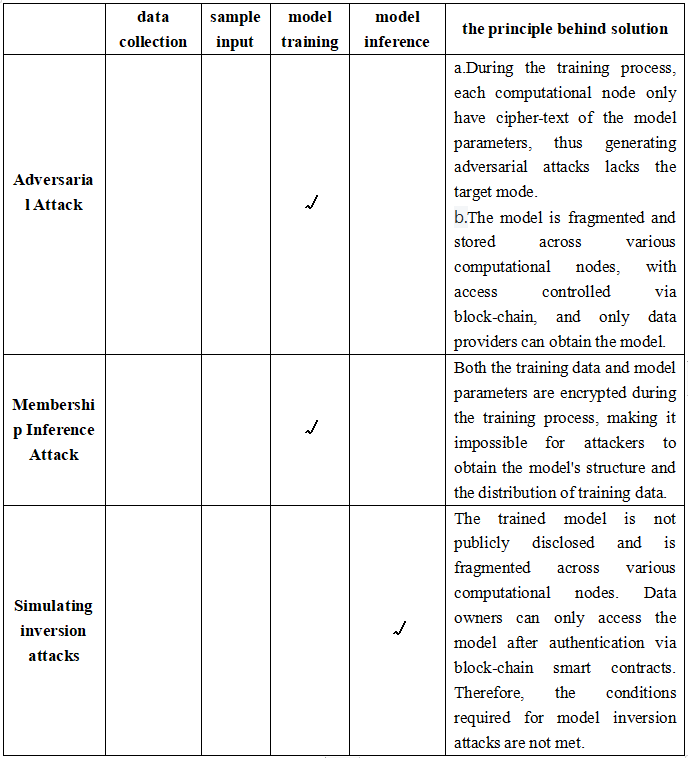 data collection
sample input
model training
model inference
the principle behind solution
Adversaria
l Attack
✓
a.During the training process,
each computational node only
have cipher-text of the model
parameters, thus generating
adversarial attacks lacks the
target mode.
b.The model is fragmented and
stored across various
computational nodes, with
access controlled via
block-chain, and only data
providers can obtain the model.
Membershi
p Inference
Attack
✓
Both the training data and model
parameters are encrypted during
the training process, making it
impossible for attackers to
obtain the model's structure and
the distribution of training data.
Simulating
inversion
attacks
✓
The trained model is not
publicly disclosed and is
fragmented across various
computational nodes. Data
owners can only access the
model after authentication via
block-chain smart contracts.
Therefore, the conditions
required for model inversion
attacks are not met.